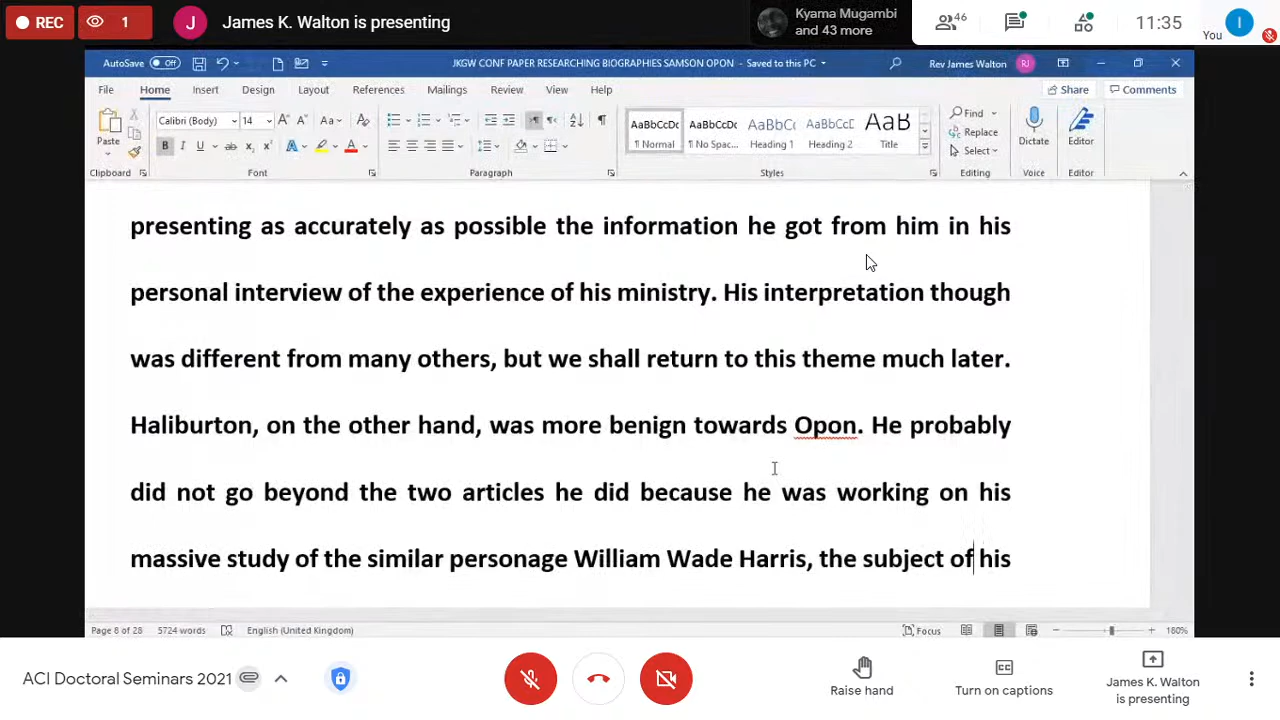 REC
1
J
James K. Walton is presenting
Kyama Mugambi
and 43 more
46
11:35
You
I
AutoSave Off
JKGW CONF PAPER RESEARCHING BIOGRAPHIES SAMSON OPON - Saved to this PC
Rev James Walton
RJ
File Home Insert Design Layout References Mailings Review View Help
Share
Comments
Paste
Calibri (Body)
14
Find
Replace
Select
Dictate
Editor
AaBbCcDc
¶ Normal
AaBbCcDc
¶ No Spac...
AaBbCc
Heading 1
AaBbCcD
Heading 2
AaB
Title
Clipboard
Font
Paragraph
Styles
Editing
Voice
Editor
presenting as accurately as possible the information he got from him in his
personal interview of the experience of his ministry. His interpretation though
was different from many others, but we shall return to this theme much later.
Haliburton, on the other hand, was more benign towards Opon. He probably
did not go beyond the two articles he did because he was working on his
massive study of the similar personage William Wade Harris, the subject of his
Page 8 of 28
5724 words
English (United Kingdom)
Focus
180%
ACI Doctoral Seminars 2021
Raise hand
Turn on captions
James K. Walton
is presenting